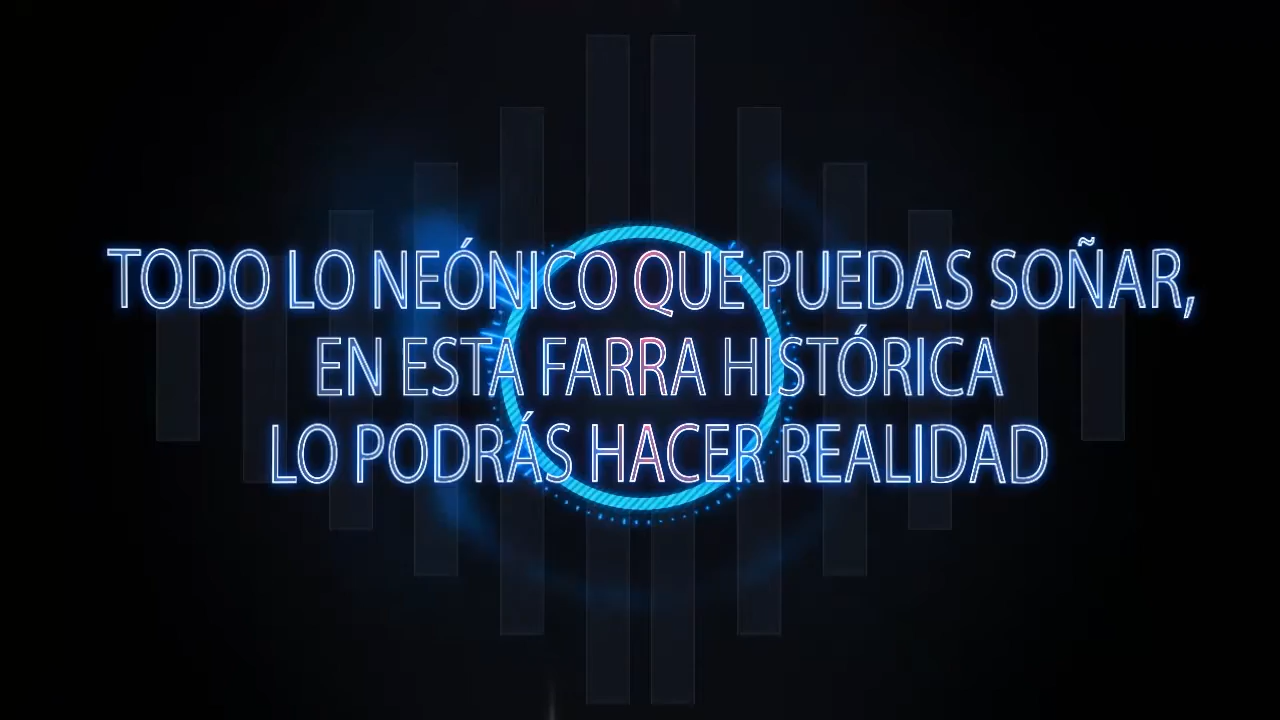 TODO LO NEÓNICO QUE PUEDAS SOÑAR,
EN ESTA FARRA HISTÓRICA
LO PODRÁS HACER REALIDAD